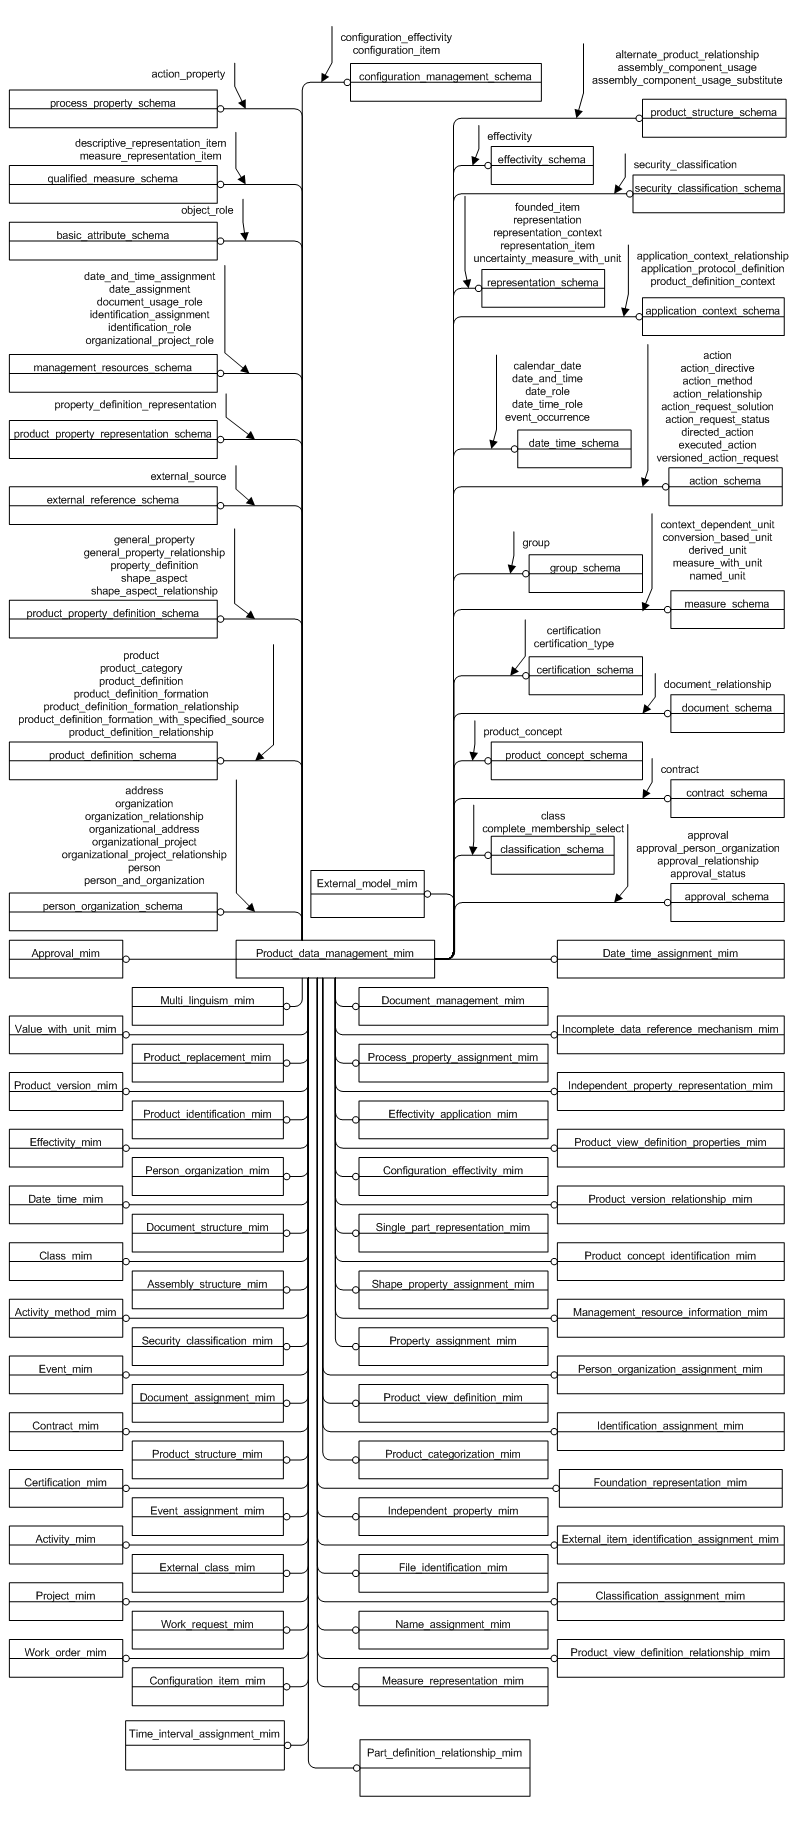 configuration_effectivity
configuration_item
configuration_management_schema
action_property
process_property_schema
descriptive_representation_item
measure_representation_item
qualified_measure_schema
object_role
basic_attribute_schema
date_and_time_assignment
date_assignment
document_usage_role
identification_assignment
identification_role
organizational_project_role
management_resources_schema
property_definition_representation
product_property_representation_schema
external_source
external_reference_schema
general_property
general_property_relationship
property_definition
shape_aspect
shape_aspect_relationship
product_property_definition_schema
product
product_category
product_definition
product_definition_formation
product_definition_formation_relationship
product_definition_formation_with_specified_source
product_definition_relationship
product_definition_schema
address
organization
organization_relationship
organizational_address
organizational_project
organizational_project_relationship
person
person_and_organization
person_organization_schema
alternate_product_relationship
assembly_component_usage
assembly_component_usage_substitute
product_structure_schema
effectivity
effectivity_schema
security_classification
security_classification_schema
founded_item
representation
representation_context
representation_item
uncertainty_measure_with_unit
representation_schema
application_context_relationship
application_protocol_definition
product_definition_context
application_context_schema
calendar_date
date_and_time
date_role
date_time_role
event_occurrence
date_time_schema
action
action_directive
action_method
action_relationship
action_request_solution
action_request_status
directed_action
executed_action
versioned_action_request
action_schema
group
group_schema
context_dependent_unit
conversion_based_unit
derived_unit
measure_with_unit
named_unit
measure_schema
certification
certification_type
certification_schema
document_relationship
document_schema
product_concept
product_concept_schema
contract
contract_schema
class
complete_membership_select
classification_schema
approval
approval_person_organization
approval_relationship
approval_status
approval_schema
External_model_mim
Approval_mim
Product_data_management_mim
Date_time_assignment_mim
Multi_linguism_mim
Document_management_mim
Value_with_unit_mim
Incomplete_data_reference_mechanism_mim
Product_replacement_mim
Process_property_assignment_mim
Product_version_mim
Independent_property_representation_mim
Product_identification_mim
Effectivity_application_mim
Effectivity_mim
Product_view_definition_properties_mim
Person_organization_mim
Configuration_effectivity_mim
Date_time_mim
Product_version_relationship_mim
Document_structure_mim
Single_part_representation_mim
Class_mim
Product_concept_identification_mim
Assembly_structure_mim
Shape_property_assignment_mim
Activity_method_mim
Management_resource_information_mim
Security_classification_mim
Property_assignment_mim
Event_mim
Person_organization_assignment_mim
Document_assignment_mim
Product_view_definition_mim
Contract_mim
Identification_assignment_mim
Product_structure_mim
Product_categorization_mim
Certification_mim
Foundation_representation_mim
Event_assignment_mim
Independent_property_mim
Activity_mim
External_item_identification_assignment_mim
External_class_mim
File_identification_mim
Project_mim
Classification_assignment_mim
Work_request_mim
Name_assignment_mim
Work_order_mim
Product_view_definition_relationship_mim
Configuration_item_mim
Measure_representation_mim
Time_interval_assignment_mim
Part_definition_relationship_mim